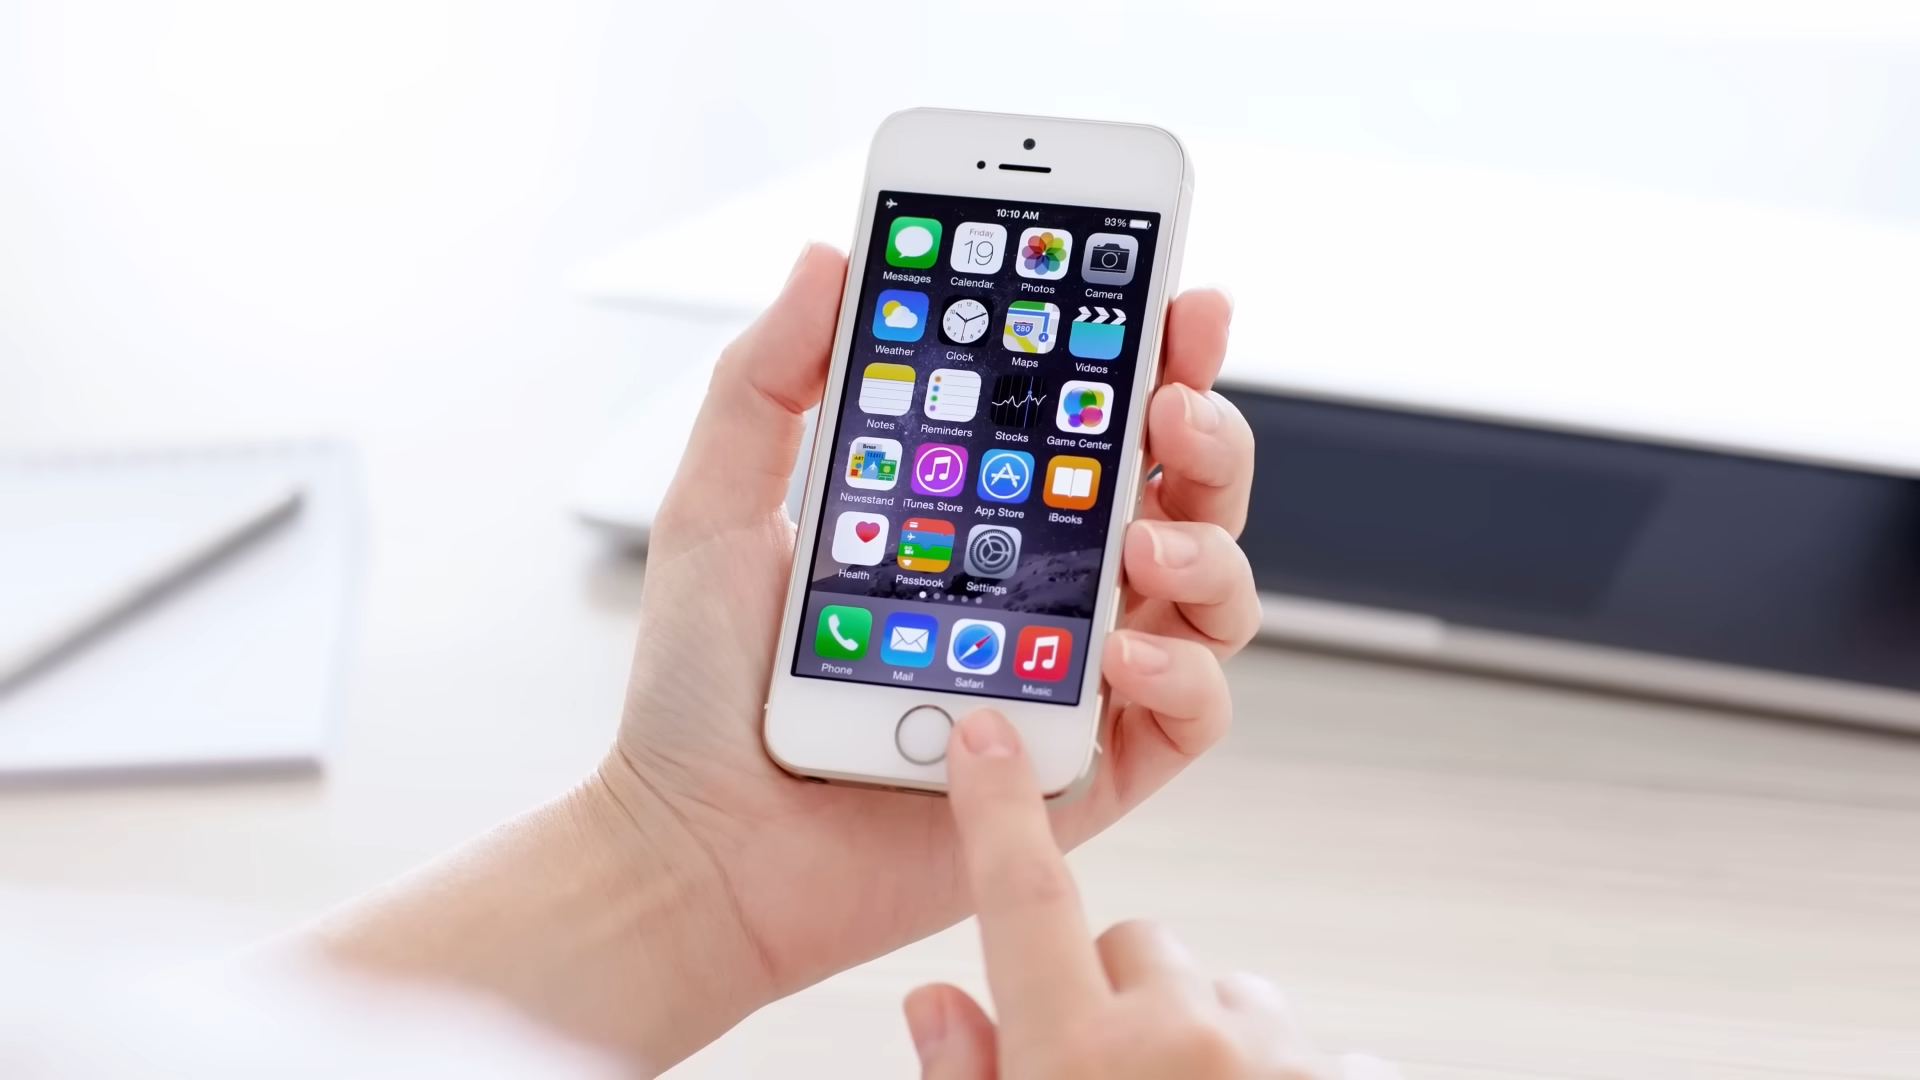 10:10 AM 93%
Friday
19
Messages Calendar Photos Camera
280
Weather Clock Maps Videos
Notes Reminders Stocks Game Center
Newsstand iTunes Store App Store iBooks
Health Passbook Settings
Phone Mail Safari Music